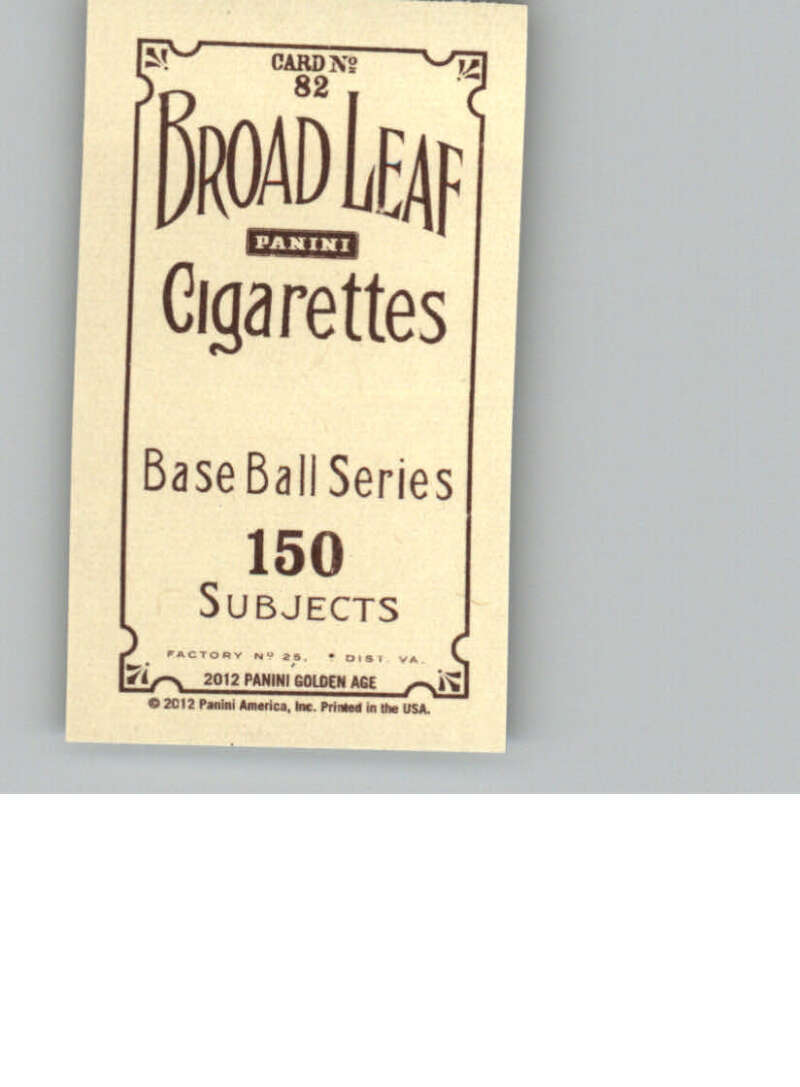 CARD Nº
82
BROAD LEAF
PANINI
Cigarettes
Base Ball Series
150
SUBJECTS
FACTORY Nº 25, • DIST. VA.
2012 PANINI GOLDEN AGE
© 2012 Panini America, Inc. Printed in the USA.